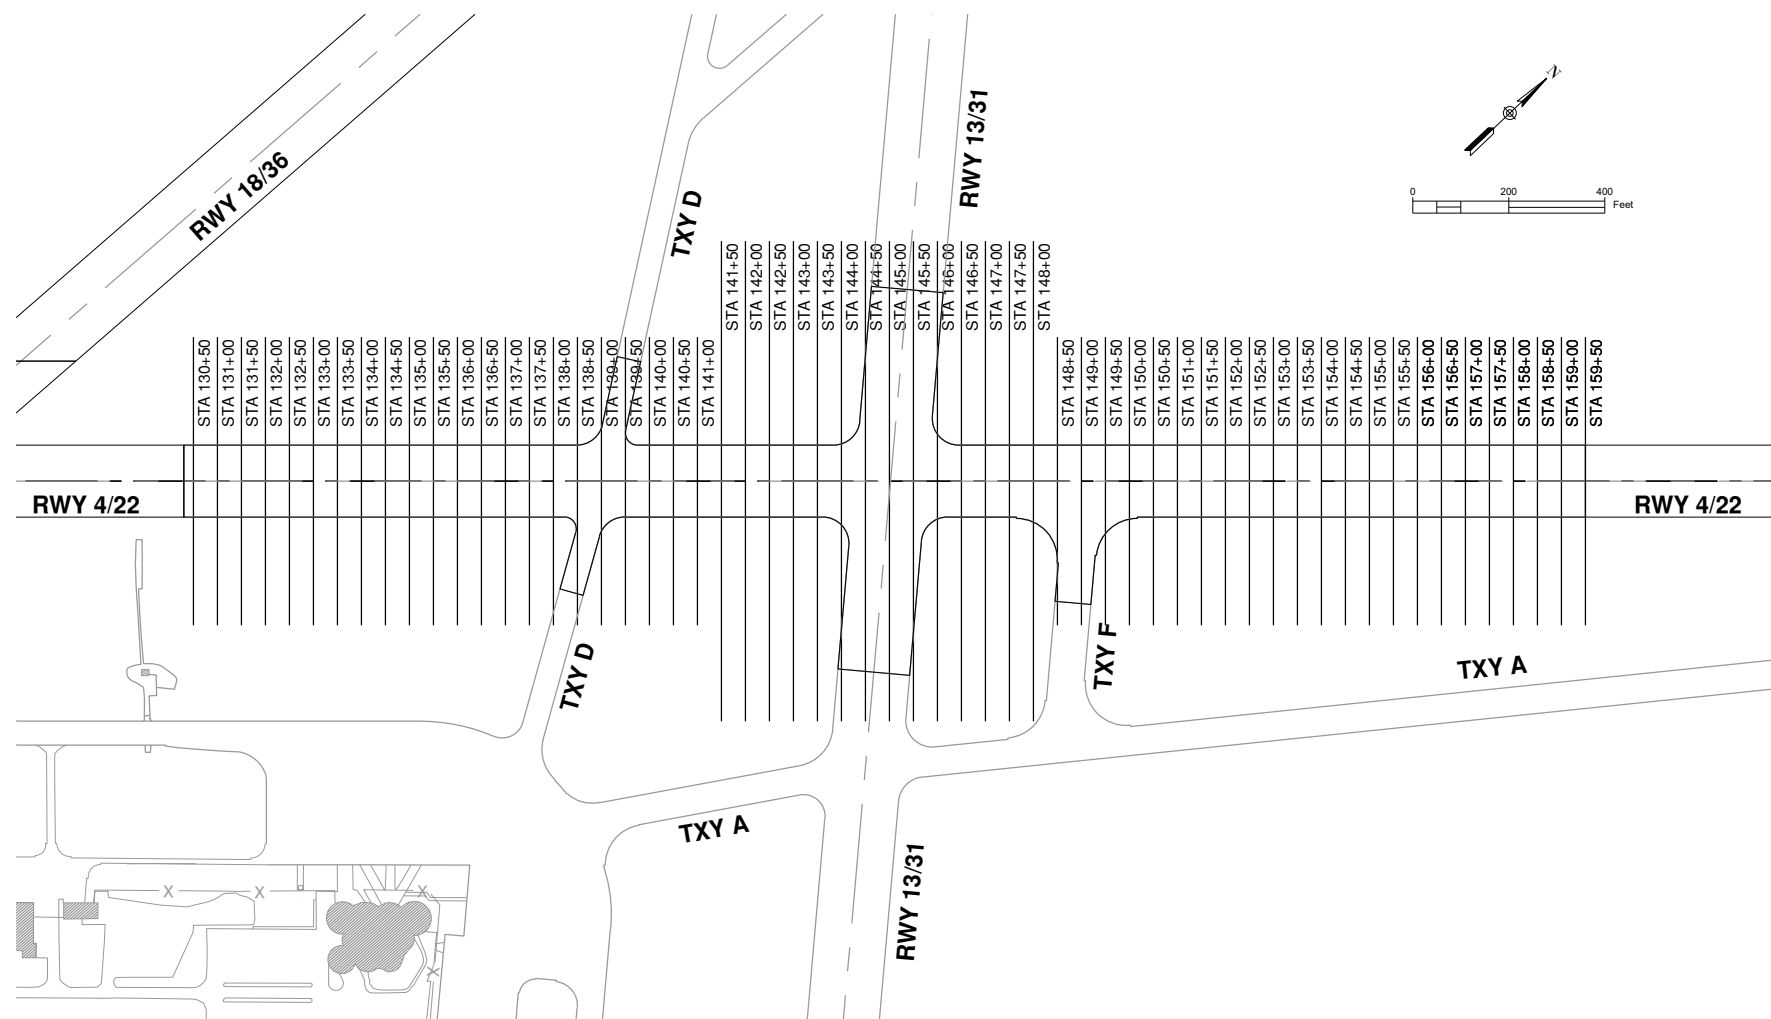 N
0 200 400
Feet
RWY 18/36
TXY D
RWY 13/31
STA 141+50
STA 142+00
STA 142+50
STA 143+00
STA 143+50
STA 144+00
STA 144+50
STA 145+00
STA 145+50
STA 146+00
STA 146+50
STA 147+00
STA 147+50
STA 148+00
STA 130+50
STA 131+00
STA 131+50
STA 132+00
STA 132+50
STA 133+00
STA 133+50
STA 134+00
STA 134+50
STA 135+00
STA 135+50
STA 136+00
STA 136+50
STA 137+00
STA 137+50
STA 138+00
STA 138+50
STA 139+00
STA 139+50
STA 140+00
STA 140+50
STA 141+00
STA 148+50
STA 149+00
STA 149+50
STA 150+00
STA 150+50
STA 151+00
STA 151+50
STA 152+00
STA 152+50
STA 153+00
STA 153+50
STA 154+00
STA 154+50
STA 155+00
STA 155+50
STA 156+00
STA 156+50
STA 157+00
STA 157+50
STA 158+00
STA 158+50
STA 159+00
STA 159+50
RWY 4/22
RWY 4/22
TXY D
TXY F
TXY A
TXY A
RWY 13/31
X
X
X
X